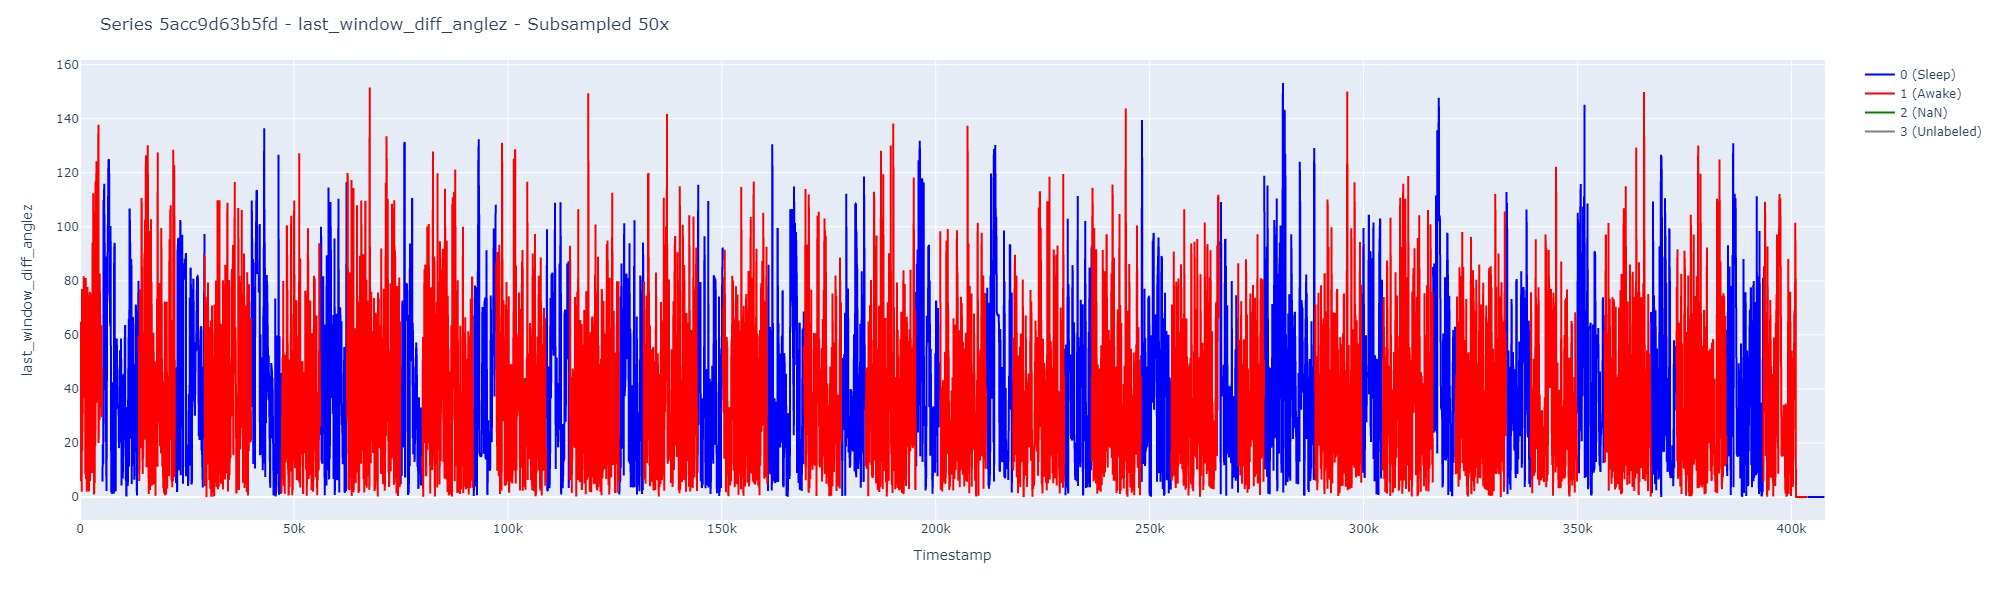 Series 5acc9d63b5fd - last_window_diff_anglez - Subsampled 50x
0 (Sleep)
1 (Awake)
2 (NaN)
3 (Unlabeled)
last_window_diff_anglez
160
140
120
100
80
60
40
20
0
0 50k 100k 150k 200k 250k 300k 350k 400k
Timestamp